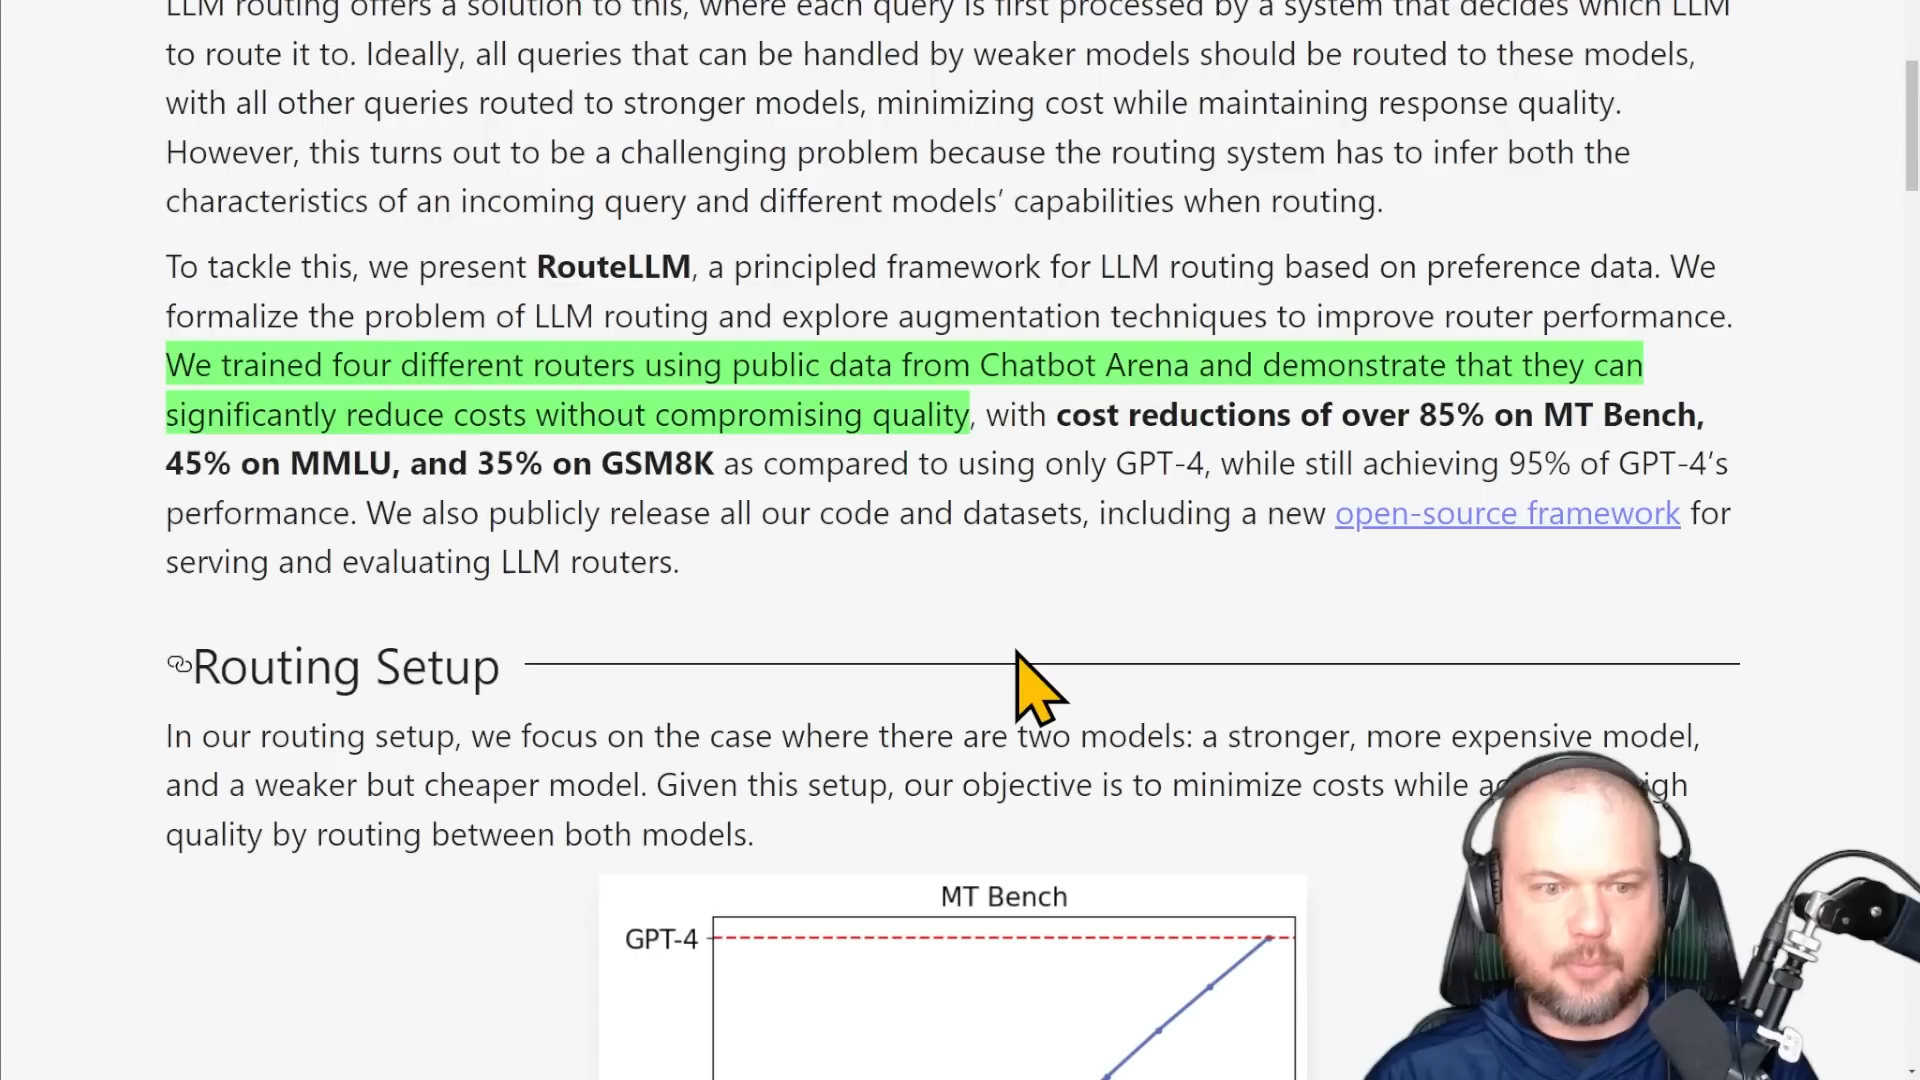 LLM routing offers a solution to this, where each query is first processed by a system that decides which LLM
to route it to. Ideally, all queries that can be handled by weaker models should be routed to these models,
with all other queries routed to stronger models, minimizing cost while maintaining response quality.
However, this turns out to be a challenging problem because the routing system has to infer both the
characteristics of an incoming query and different models’ capabilities when routing.
To tackle this, we present RouteLLM, a principled framework for LLM routing based on preference data. We
formalize the problem of LLM routing and explore augmentation techniques to improve router performance.
We trained four different routers using public data from Chatbot Arena and demonstrate that they can
significantly reduce costs without compromising quality, with cost reductions of over 85% on MT Bench,
45% on MMLU, and 35% on GSM8K as compared to using only GPT-4, while still achieving 95% of GPT-4’s
performance. We also publicly release all our code and datasets, including a new open-source framework for
serving and evaluating LLM routers.
Routing Setup
In our routing setup, we focus on the case where there are two models: a stronger, more expensive model,
and a weaker but cheaper model. Given this setup, our objective is to minimize costs while
quality by routing between both models.
MT Bench
GPT-4